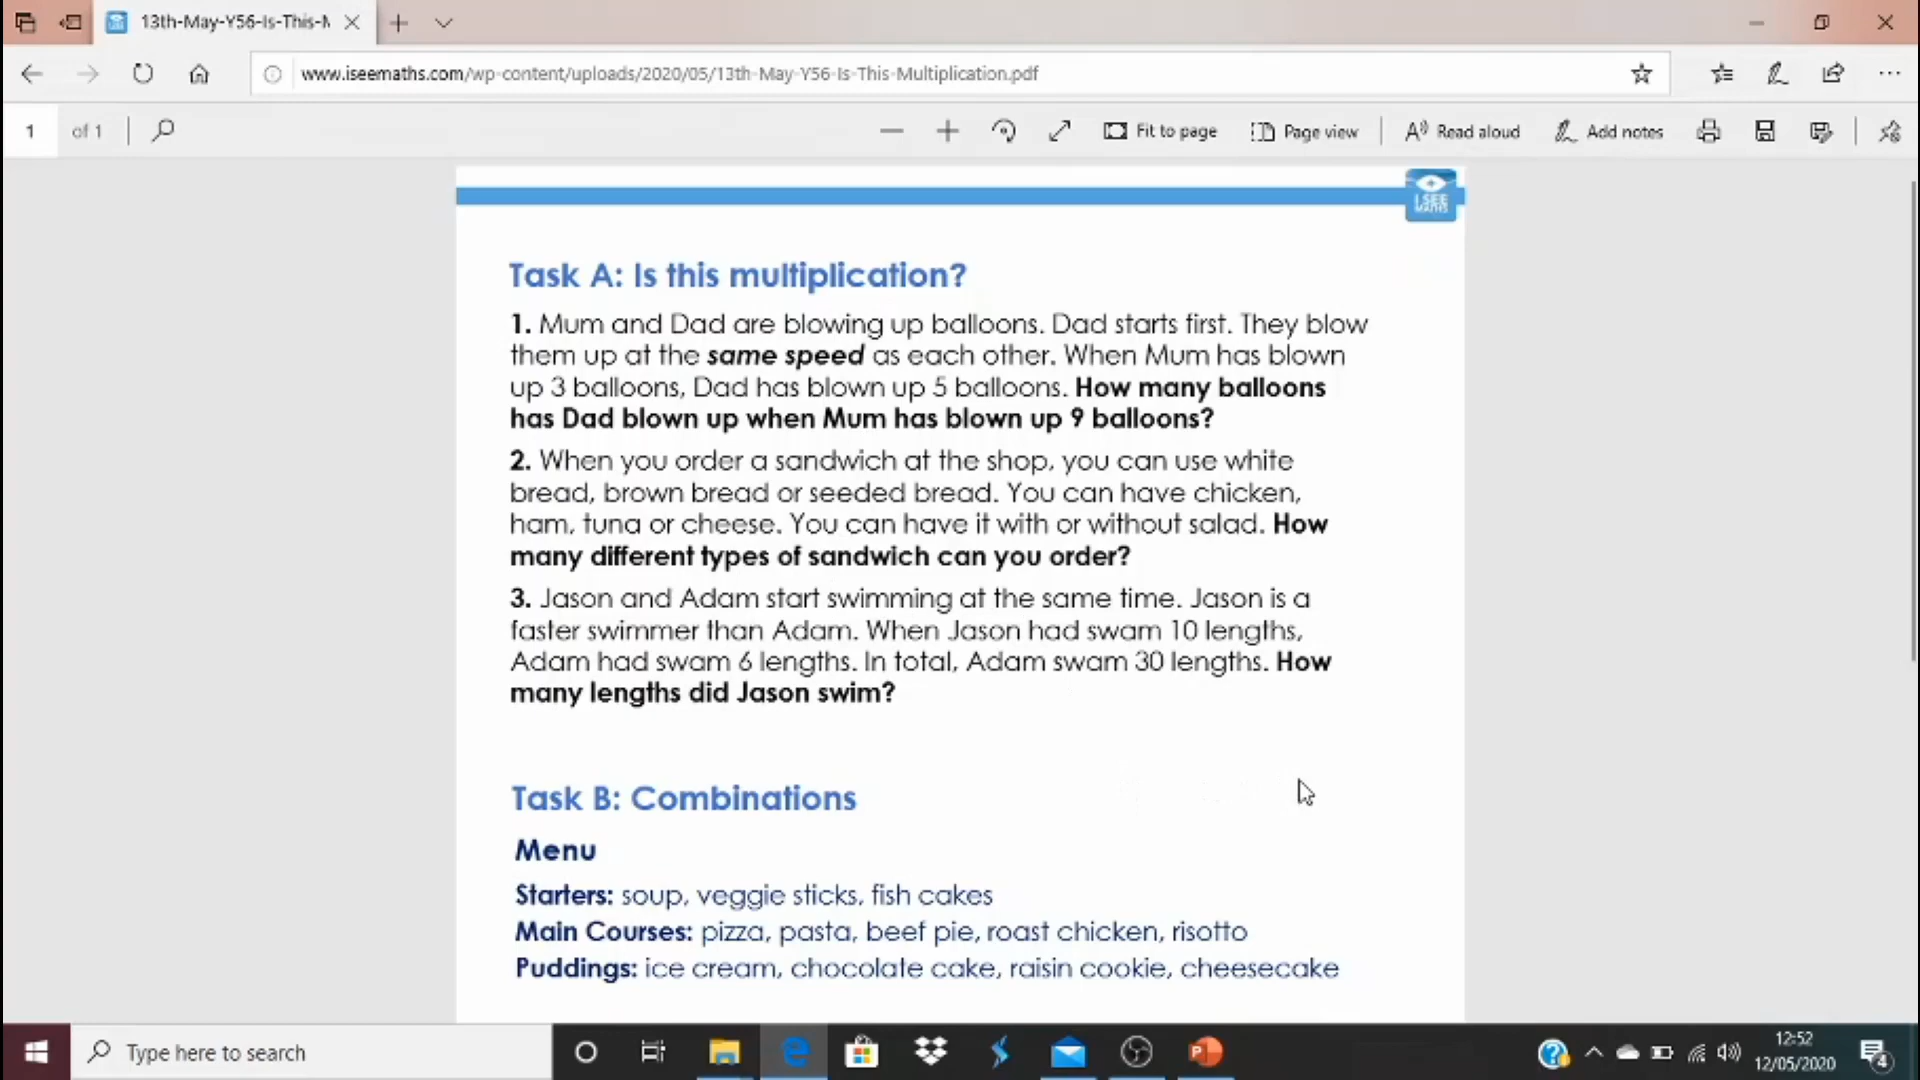 13th-May-Y56-Is-This-M
www.iseemaths.com/wp-content/uploads/2020/05/13th-May-Y56-Is-This-Multiplication.pdf
1 of 1 Fit to page Page view Read aloud Add notes
I SEE
MATHS
Task A: Is this multiplication?
1. Mum and Dad are blowing up balloons. Dad starts first. They blow
them up at the same speed as each other. When Mum has blown
up 3 balloons, Dad has blown up 5 balloons. How many balloons
has Dad blown up when Mum has blown up 9 balloons?
2. When you order a sandwich at the shop, you can use white
bread, brown bread or seeded bread. You can have chicken,
ham, tuna or cheese. You can have it with or without salad. How
many different types of sandwich can you order?
3. Jason and Adam start swimming at the same time. Jason is a
faster swimmer than Adam. When Jason had swam 10 lengths,
Adam had swam 6 lengths. In total, Adam swam 30 lengths. How
many lengths did Jason swim?
Task B: Combinations
Menu
Starters: soup, veggie sticks, fish cakes
Main Courses: pizza, pasta, beef pie, roast chicken, risotto
Puddings: ice cream, chocolate cake, raisin cookie, cheesecake
Type here to search
12:52
12/05/2020
4